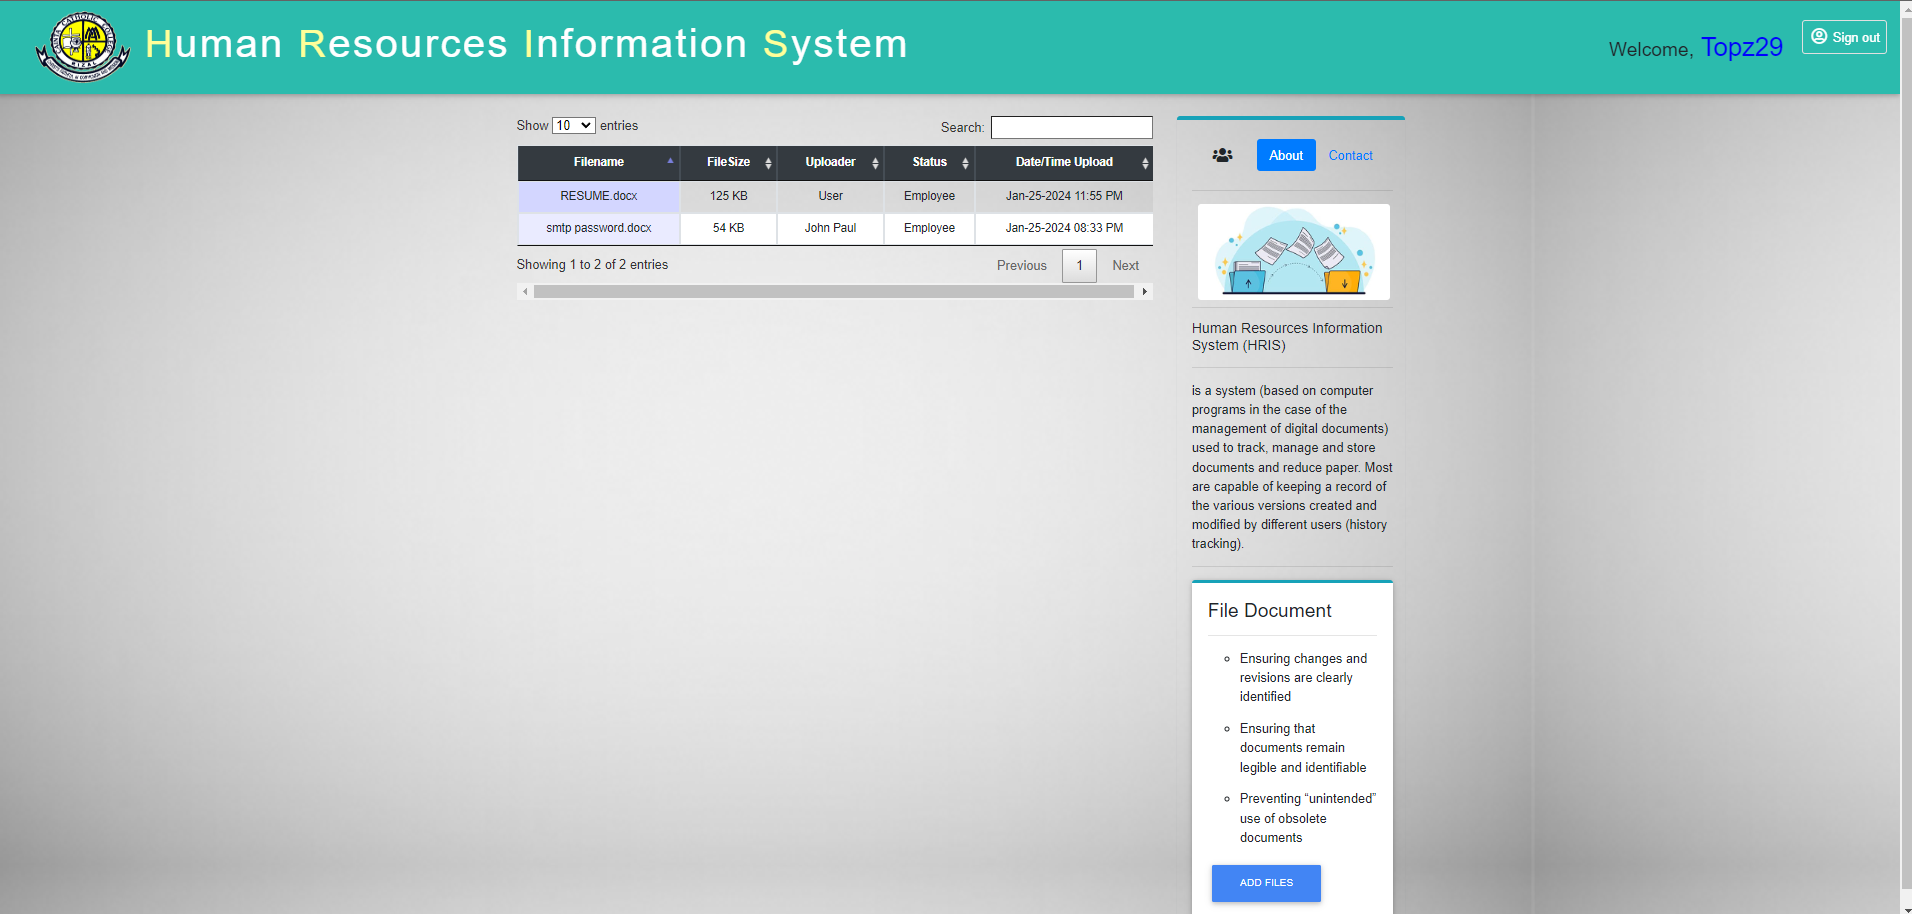 CAINTA CATHOLIC COLLEGE
RIZAL
Human Resources Information System
Welcome, Topz29
Sign out
Show 10 entries
Search:
Filename FileSize Uploader Status Date/Time Upload
RESUME.docx 125 KB User Employee Jan-25-2024 11:55 PM
smtp password.docx 54 KB John Paul Employee Jan-25-2024 08:33 PM
Showing 1 to 2 of 2 entries
Previous 1 Next
About Contact
Human Resources Information
System (HRIS)
is a system (based on computer
programs in the case of the
management of digital documents)
used to track, manage and store
documents and reduce paper. Most
are capable of keeping a record of
the various versions created and
modified by different users (history
tracking).
File Document
Ensuring changes and
revisions are clearly
identified
Ensuring that
documents remain
legible and identifiable
Preventing “unintended”
use of obsolete
documents
ADD FILES